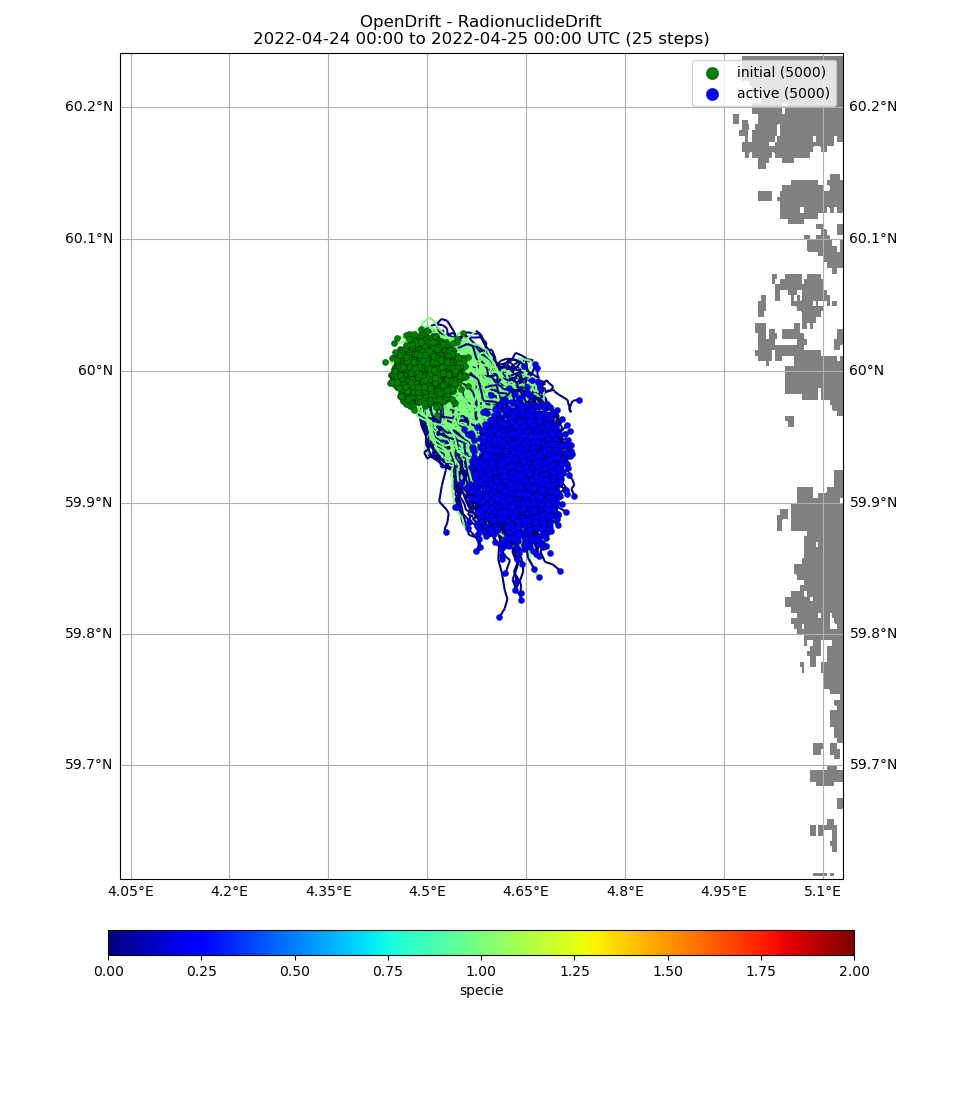 OpenDrift - RadionuclideDrift
2022-04-24 00:00 to 2022-04-25 00:00 UTC (25 steps)
initial (5000)
active (5000)
60.2°N 60.2°N
60.1°N 60.1°N
60°N 60°N
59.9°N 59.9°N
59.8°N 59.8°N
59.7°N 59.7°N
4.05°E 4.2°E 4.35°E 4.5°E 4.65°E 4.8°E 4.95°E 5.1°E
0.00 0.25 0.50 0.75 1.00 1.25 1.50 1.75 2.00
specie